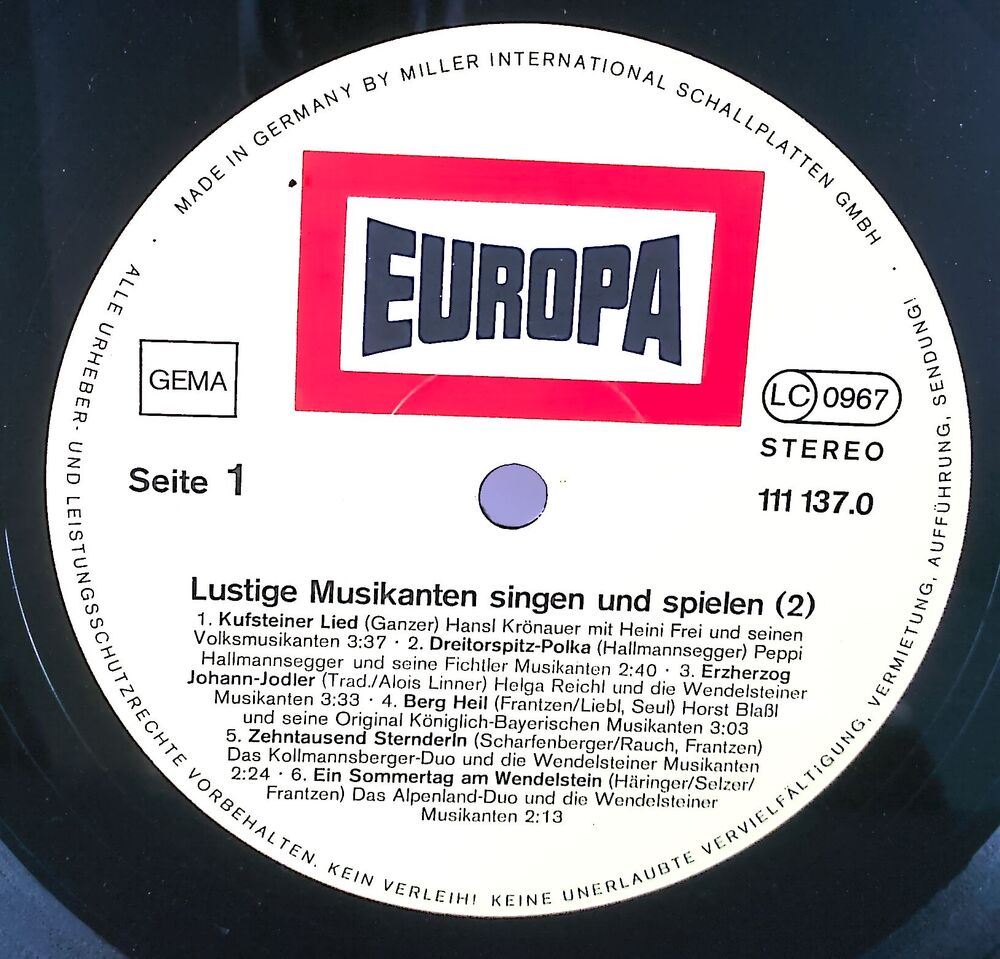 MADE IN GERMANY BY MILLER INTERNATIONAL SCHALLPLATTEN GMBH
EUROPA
GEMA
LC 0967
STEREO
Seite 1
111 137.0
Lustige Musikanten singen und spielen (2)
1. Kufsteiner Lied (Ganzer) Hansl Krönauer mit Heini Frei und seinen
Volksmusikanten 3:37 · 2. Dreitorspitz-Polka (Hallmannsegger) Peppi
Hallmannsegger und seine Fichtler Musikanten 2:40 · 3. Erzherzog
Johann-Jodler (Trad./Alois Linner) Helga Reichl und die Wendelsteiner
Musikanten 3:33 · 4. Berg Heil (Frantzen/Liebl, Seul) Horst Blaßl
und seine Original Königlich-Bayerischen Musikanten 3:03
5. Zehntausend Sternderln (Scharfenberger/Rauch, Frantzen)
Das Kollmannsberger-Duo und die Wendelsteiner Musikanten
2:24 · 6. Ein Sommertag am Wendelstein (Häringer/Selzer/
Frantzen) Das Alpenland-Duo und die Wendelsteiner
Musikanten 2:13
ALLE URHEBER- UND LEISTUNGSSCHUTZRECHTE VORBEHALTEN. KEIN VERLEIH! KEINE UNERLAUBTE VERVIELFÄLTIGUNG, VERMIETUNG, AUFFÜHRUNG, SENDUNG!